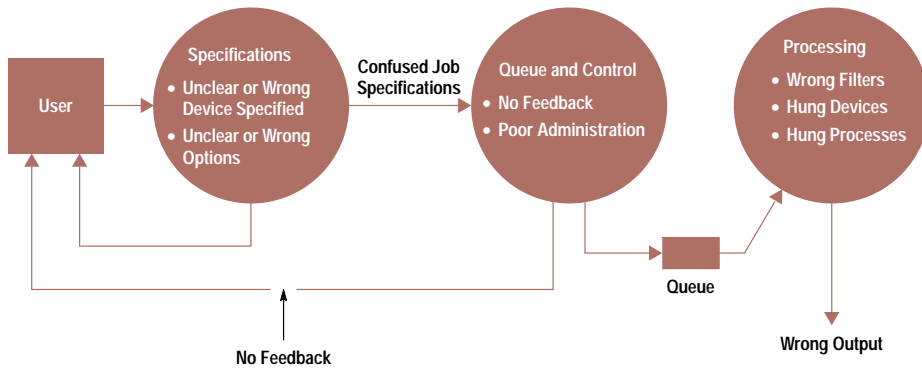 User
Specifications
• Unclear or Wrong
Device Specified
• Unclear or Wrong
Options
Confused Job
Specifications
Queue and Control
• No Feedback
• Poor Administration
Processing
• Wrong Filters
• Hung Devices
• Hung Processes
Queue
No Feedback
Wrong Output